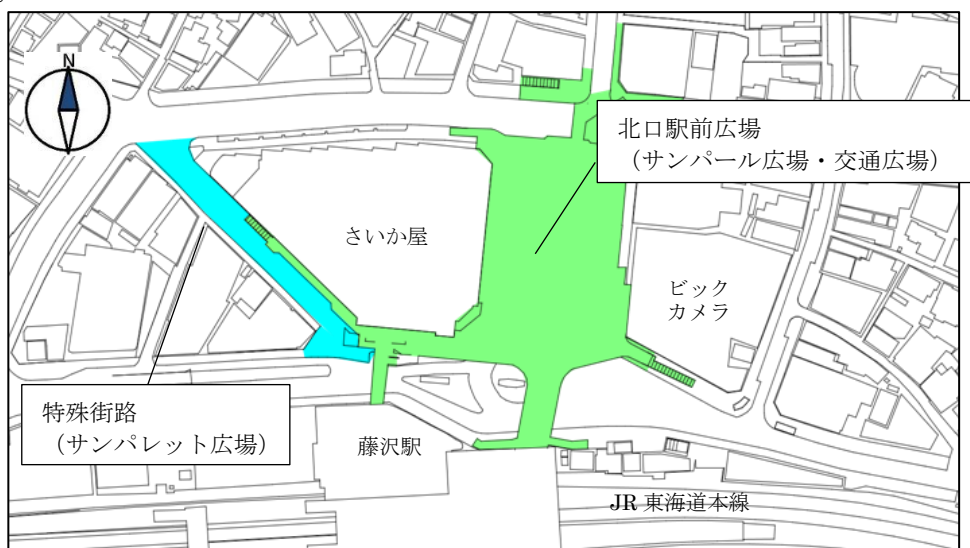 N
北口駅前広場
（サンパール広場・交通広場）
さいか屋
ビック
カメラ
特殊街路
（サンパレット広場）
藤沢駅
JR 東海道本線